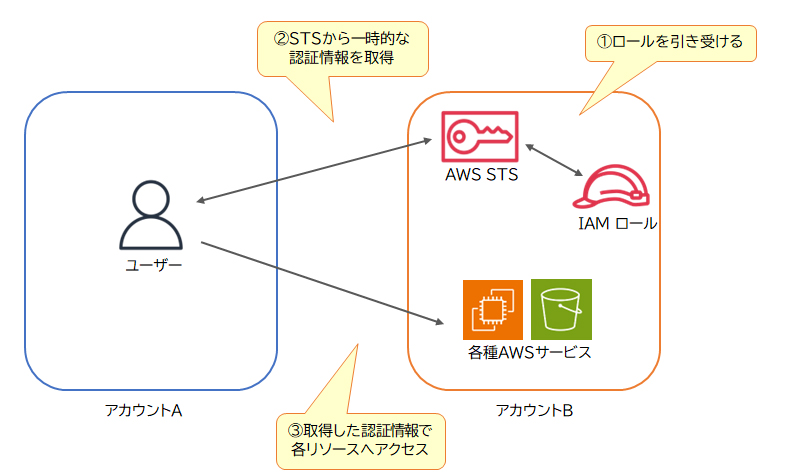 ②STSから一時的な
認証情報を取得
①ロールを引き受ける
AWS STS
IAM ロール
ユーザー
各種AWSサービス
アカウントA
アカウントB
③取得した認証情報で
各リソースへアクセス